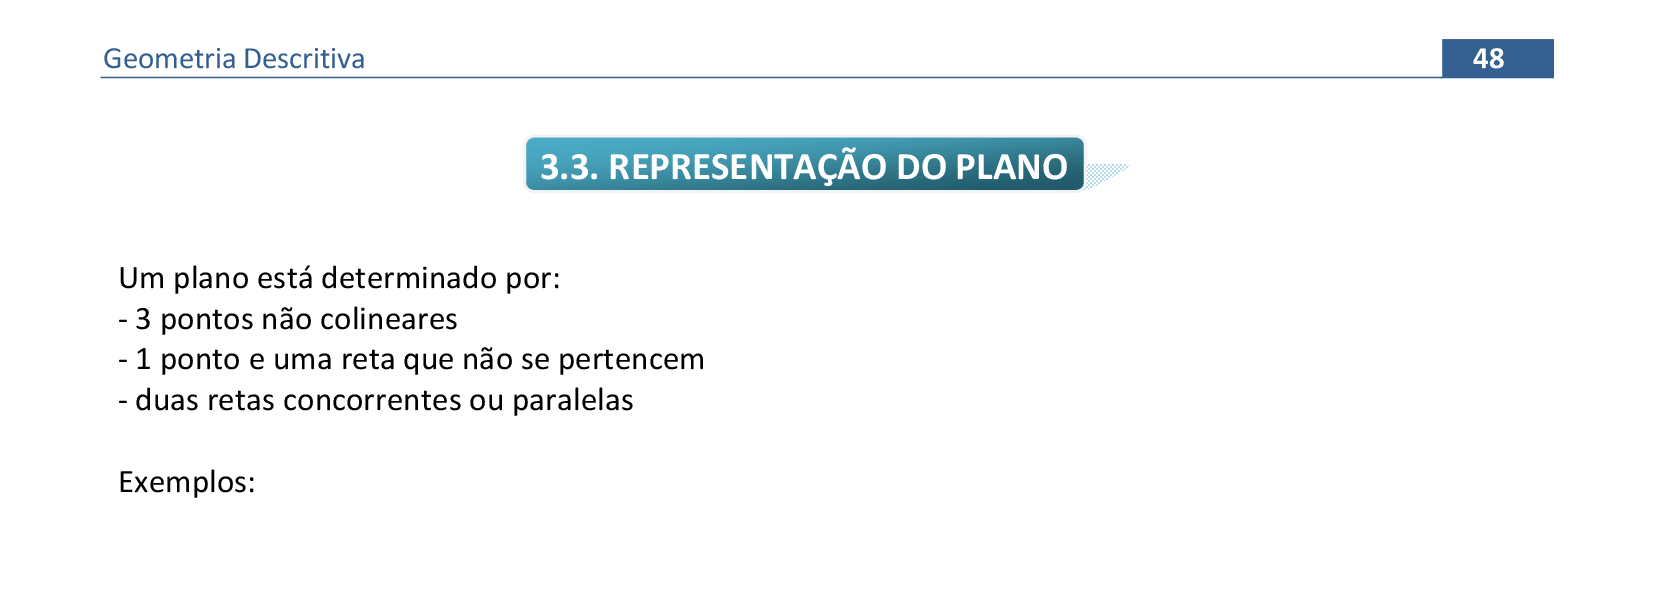 Geometria Descritiva
48
3.3. REPRESENTAÇÃO DO PLANO
Um plano está determinado por:
- 3 pontos não colineares
- 1 ponto e uma reta que não se pertencem
- duas retas concorrentes ou paralelas
Exemplos: